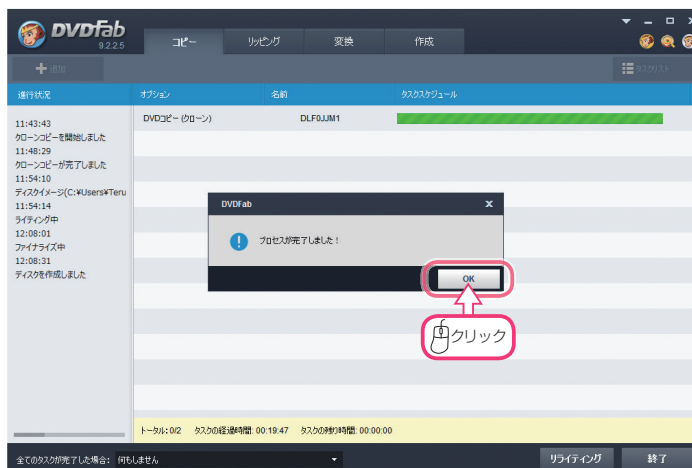 DVDFab
9.2.2.5
コピー
リッピング
変換
作成
追加
タスクリスト
進行状況
オプション
名前
タスクスケジュール
11:43:43
クローンコピーを開始しました
11:48:29
クローンコピーが完了しました
11:54:10
ディスクイメージ(C:¥Users¥Teru
11:54:14
ライティング中
12:08:01
ファイナライズ中
12:08:31
ディスクを作成しました
DVDコピー (クローン)
DLF0JJM1
DVDFab
x
プロセスが完了しました！
OK
クリック
トータル: 0/2 タスクの経過時間: 00:19:47 タスクの残り時間: 00:00:00
全てのタスクが完了した場合: 何もしません
リライティング
終了